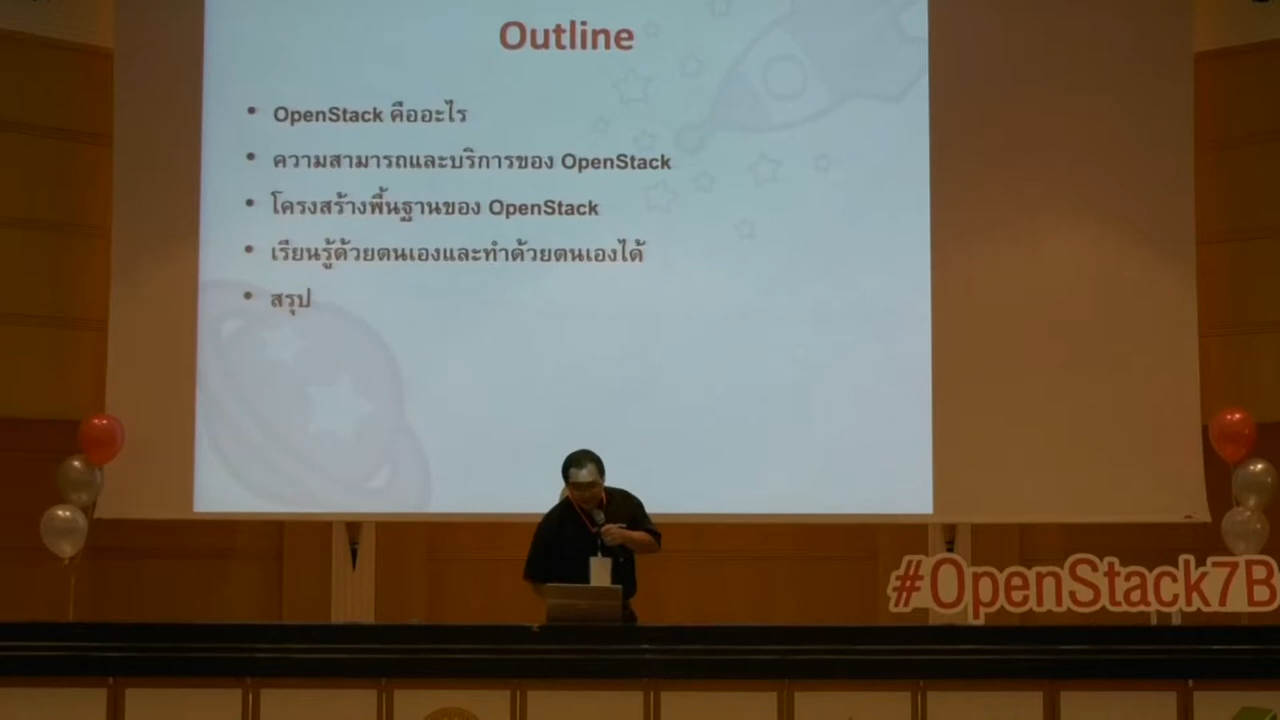 Outline
• OpenStack คืออะไร
• ความสามารถและบริการของ OpenStack
• โครงสร้างพื้นฐานของ OpenStack
• เรียนรู้ด้วยตนเองและทำด้วยตนเองได้
• สรุป
#OpenStack7B